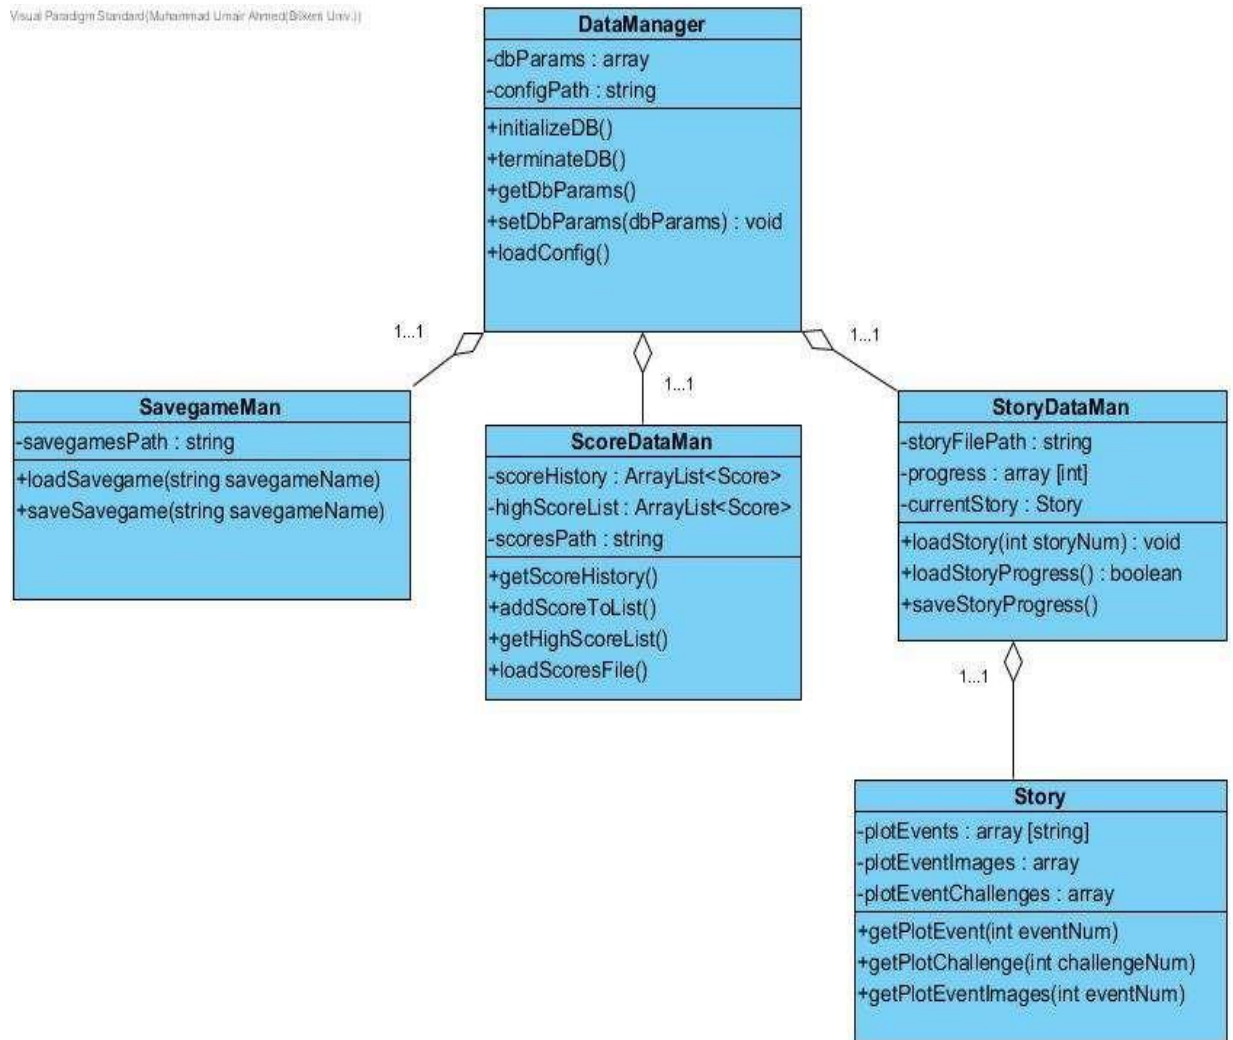 Visual Paradigm Standard(Muhammad Umair Ahmed(Bilkent Univ.))
DataManager
-dbParams : array
-configPath : string
+initializeDB()
+terminateDB()
+getDbParams()
+setDbParams(dbParams) : void
+loadConfig()
1...1
1...1
1...1
SavegameMan
-savegamesPath : string
+loadSavegame(string savegameName)
+saveSavegame(string savegameName)
ScoreDataMan
-scoreHistory : ArrayList<Score>
-highScoreList : ArrayList<Score>
-scoresPath : string
+getScoreHistory()
+addScoreToList()
+getHighScoreList()
+loadScoresFile()
StoryDataMan
-storyFilePath : string
-progress : array [int]
-currentStory : Story
+loadStory(int storyNum) : void
+loadStoryProgress() : boolean
+saveStoryProgress()
1...1
Story
-plotEvents : array [string]
-plotEventImages : array
-plotEventChallenges : array
+getPlotEvent(int eventNum)
+getPlotChallenge(int challengeNum)
+getPlotEventImages(int eventNum)